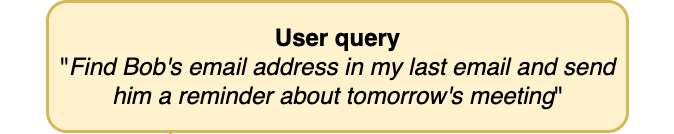 User query
"Find Bob's email address in my last email and send
him a reminder about tomorrow's meeting"